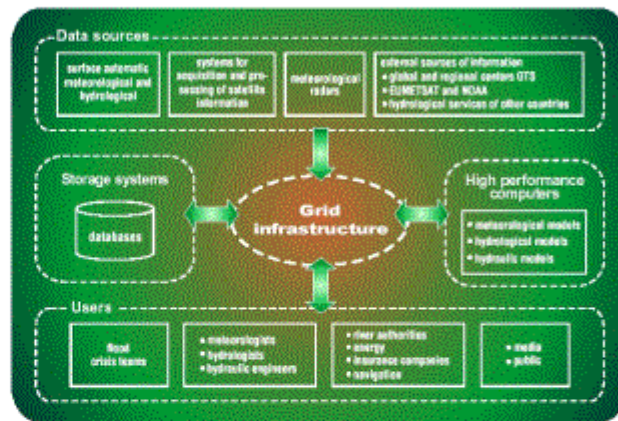 Data sources
surface automatic
meteorological and
hydrological
systems for
acquisition and pro-
sessing of satellite
information
meteorological
radars
external sources of information
• global and regional centers GTS
• EUMETSAT and NOAA
• hydrological services of other countries
Storage systems
databases
Grid
infrastructure
High performance
computers
• meteorological models
• hydrological models
• hydraulic models
Users
flood
crisis teams
• meteorologists
• hydrologists
• hydraulic engineers
• river authorities
• energy
• insurance companies
• navigation
• media
• public